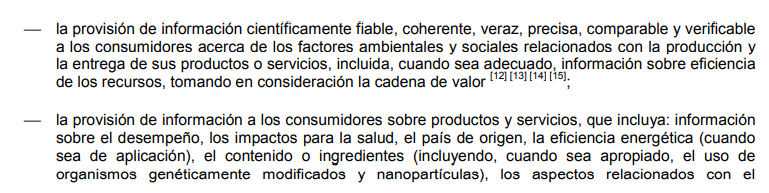 — la provisión de información científicamente fiable, coherente, veraz, precisa, comparable y verificable
a los consumidores acerca de los factores ambientales y sociales relacionados con la producción y
la entrega de sus productos o servicios, incluida, cuando sea adecuado, información sobre eficiencia
de los recursos, tomando en consideración la cadena de valor [12] [13] [14] [15];
— la provisión de información a los consumidores sobre productos y servicios, que incluya: información
sobre el desempeño, los impactos para la salud, el país de origen, la eficiencia energética (cuando
sea de aplicación), el contenido o ingredientes (incluyendo, cuando sea apropiado, el uso de
organismos genéticamente modificados y nanopartículas), los aspectos relacionados con el